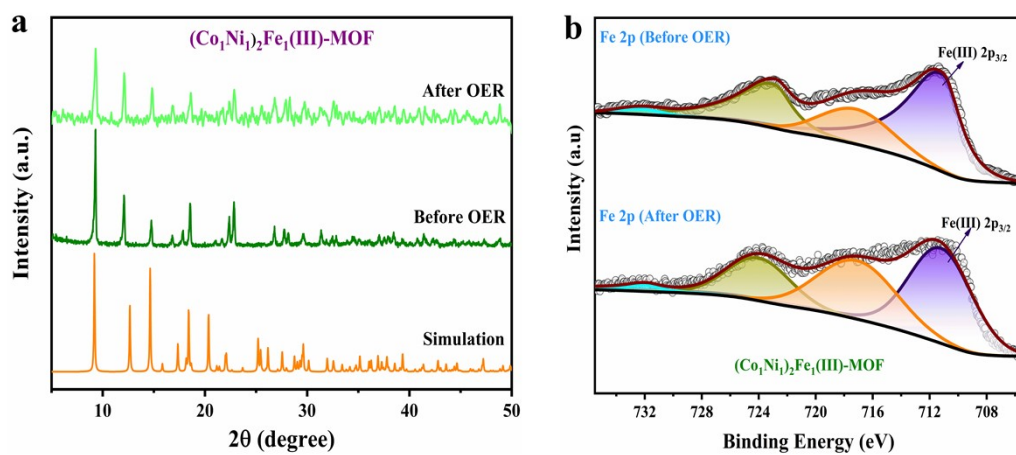 a
(Co₁Ni₁)₂Fe₁(III)-MOF
After OER
Before OER
Simulation
Intensity (a.u.)
10 20 30 40 50
2θ (degree)
b
Fe 2p (Before OER)
Fe(III) 2p₃/₂
Fe 2p (After OER)
Fe(III) 2p₃/₂
(Co₁Ni₁)₂Fe₁(III)-MOF
Intensity (a.u)
732 728 724 720 716 712 708
Binding Energy (eV)